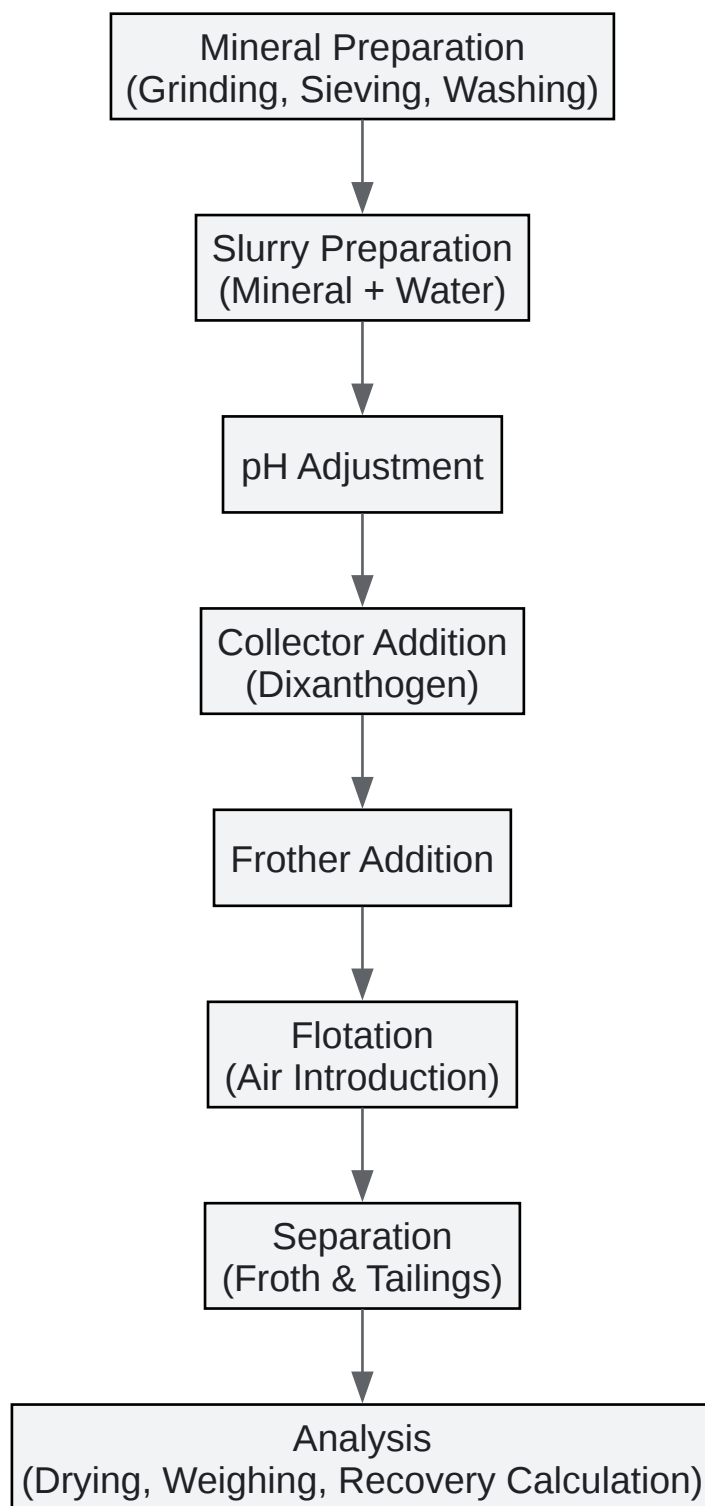 Mineral Preparation
(Grinding, Sieving, Washing)
Slurry Preparation
(Mineral + Water)
pH Adjustment
Collector Addition
(Dixanthogen)
Frother Addition
Flotation
(Air Introduction)
Separation
(Froth & Tailings)
Analysis
(Drying, Weighing, Recovery Calculation)